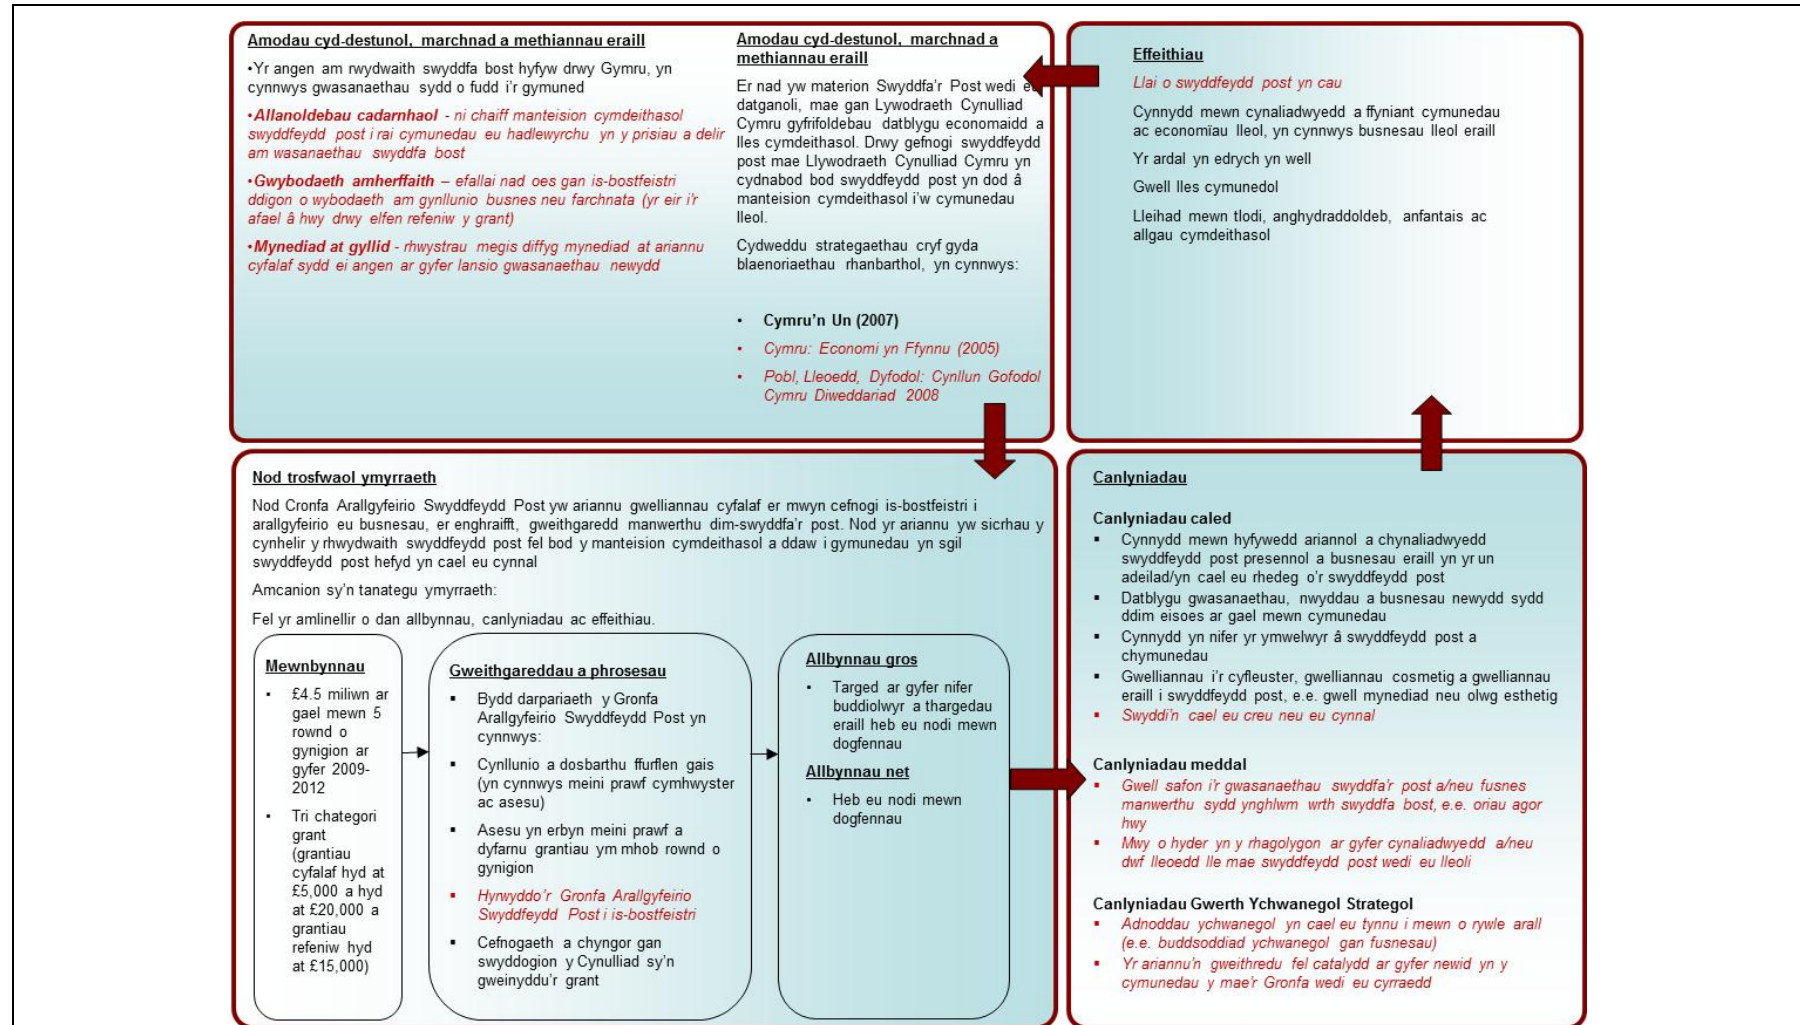 Amodau cyd-destunol, marchnad a methiannau eraill
•Yr angen am rwydwaith swyddfa bost hyfyw drwy Gymru, yn
cynnwys gwasanaethau sydd o fudd i'r gymuned
•Allanoldebau cadarnhaol - ni chaiff manteision cymdeithasol
swyddfeydd post i rai cymunedau eu hadlewyrchu yn y prisiau a delir
am wasanaethau swyddfa bost
•Gwybodaeth amherffaith – efallai nad oes gan is-bostfeistri
ddigon o wybodaeth am gynllunio busnes neu farchnata (yr eir i'r
afael â hwy drwy elfen refeniw y grant)
•Mynediad at gyllid - rhwystrau megis diffyg mynediad at ariannu
cyfalaf sydd ei angen ar gyfer lansio gwasanaethau newydd
Amodau cyd-destunol, marchnad a
methiannau eraill
Er nad yw materion Swyddfa'r Post wedi eu
datganoli, mae gan Lywodraeth Cynulliad
Cymru gyfrifoldebau datblygu economaidd a
lles cymdeithasol. Drwy gefnogi swyddfeydd
post mae Llywodraeth Cynulliad Cymru yn
cydnabod bod swyddfeydd post yn dod â
manteision cymdeithasol i'w cymunedau
lleol.
Cydweddu strategaethau cryf gyda
blaenoriaethau rhanbarthol, yn cynnwys:
• Cymru'n Un (2007)
• Cymru: Economi yn Ffynnu (2005)
• Pobl, Lleoedd, Dyfodol: Cynllun Gofodol
Cymru Diweddariad 2008
Effeithiau
Llai o swyddfeydd post yn cau
Cynnydd mewn cynaliadwyedd a ffyniant cymunedau
ac economïau lleol, yn cynnwys busnesau lleol eraill
Yr ardal yn edrych yn well
Gwell lles cymunedol
Lleihad mewn tlodi, anghydraddoldeb, anfantais ac
allgau cymdeithasol
Nod trosfwaol ymyrraeth
Nod Cronfa Arallgyfeirio Swyddfeydd Post yw ariannu gwelliannau cyfalaf er mwyn cefnogi is-bostfeistri i
arallgyfeirio eu busnesau, er enghraifft, gweithgaredd manwerthu dim-swyddfa'r post. Nod yr ariannu yw sicrhau y
cynhelir y rhwydwaith swyddfeydd post fel bod y manteision cymdeithasol a ddaw i gymunedau yn sgil
swyddfeydd post hefyd yn cael eu cynnal
Amcanion sy'n tanategu ymyrraeth:
Fel yr amlinellir o dan allbynnau, canlyniadau ac effeithiau.
Mewnbynnau
• £4.5 miliwn ar
gael mewn 5
rownd o
gynigion ar
gyfer 2009-
2012
• Tri chategori
grant
(grantiau
cyfalaf hyd at
£5,000 a hyd
at £20,000 a
grantiau
refeniw hyd
at £15,000)
Gweithgareddau a phrosesau
▪ Bydd darpariaeth y Gronfa
Arallgyfeirio Swyddfeydd Post yn
cynnwys:
▪ Cynllunio a dosbarthu ffurflen gais
(yn cynnwys meini prawf cymhwyster
ac asesu)
▪ Asesu yn erbyn meini prawf a
dyfarnu grantiau ym mhob rownd o
gynigion
▪ Hyrwyddo'r Gronfa Arallgyfeirio
Swyddfeydd Post i is-bostfeistri
▪ Cefnogaeth a chyngor gan
swyddogion y Cynulliad sy'n
gweinyddu'r grant
Allbynnau gros
• Targed ar gyfer nifer
buddiolwyr a thargedau
eraill heb eu nodi mewn
dogfennau
Allbynnau net
• Heb eu nodi mewn
dogfennau
Canlyniadau
Canlyniadau caled
▪ Cynnydd mewn hyfywedd ariannol a chynaliadwyedd
swyddfeydd post presennol a busnesau eraill yn yr un
adeilad/yn cael eu rhedeg o'r swyddfeydd post
▪ Datblygu gwasanaethau, nwyddau a busnesau newydd sydd
ddim eisoes ar gael mewn cymunedau
▪ Cynnydd yn nifer yr ymwelwyr â swyddfeydd post a
chymunedau
▪ Gwelliannau i'r cyfleuster, gwelliannau cosmetig a gwelliannau
eraill i swyddfeydd post, e.e. gwell mynediad neu olwg esthetig
▪ Swyddi'n cael eu creu neu eu cynnal
Canlyniadau meddal
▪ Gwell safon i'r gwasanaethau swyddfa'r post a/neu fusnes
manwerthu sydd ynghlwm wrth swyddfa bost, e.e. oriau agor
hwy
▪ Mwy o hyder yn y rhagolygon ar gyfer cynaliadwyedd a/neu
dwf lleoedd lle mae swyddfeydd post wedi eu lleoli
Canlyniadau Gwerth Ychwanegol Strategol
▪ Adnoddau ychwanegol yn cael eu tynnu i mewn o rywle arall
(e.e. buddsoddiad ychwanegol gan fusnesau)
▪ Yr ariannu'n gweithredu fel catalydd ar gyfer newid yn y
cymunedau y mae'r Gronfa wedi eu cyrraedd